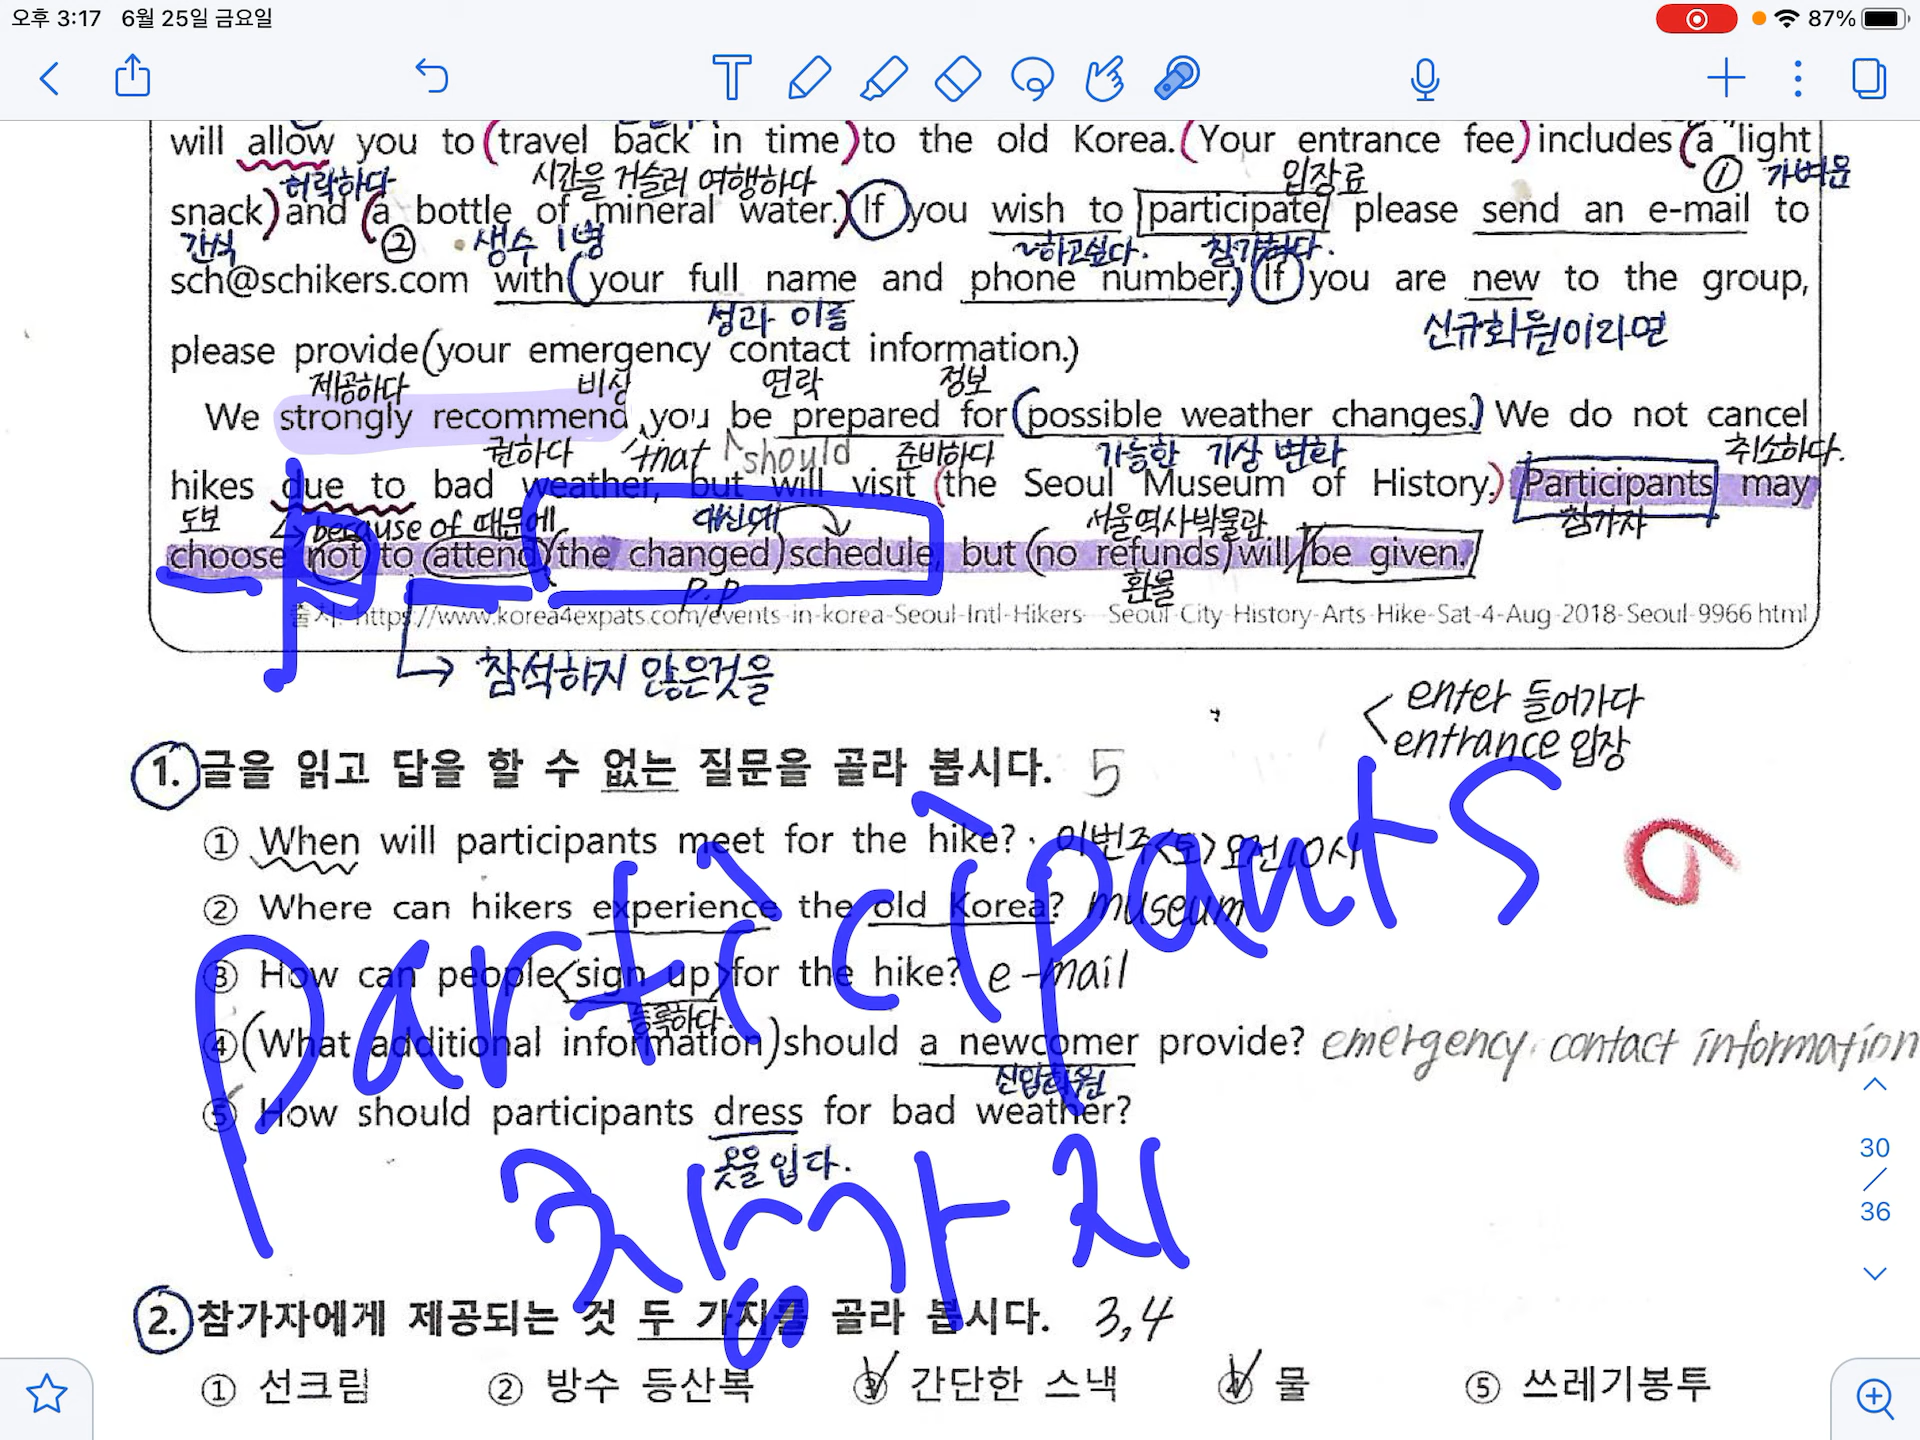 오후 3:17 6월 25일 금요일 87%
will allow you to (travel back in time) to the old Korea. (Your entrance fee) includes (a light
허락하다 시간을 거슬러 여행하다 입장료 ① 가벼운
snack) and (a bottle of mineral water.) If you wish to participate, please send an e-mail to
간식 ② 생수 1병 ~하고싶다. 참가하다.
sch@schikers.com with (your full name and phone number.) If you are new to the group,
성과 이름 신규회원이라면
please provide (your emergency contact information.)
제공하다 비상 연락 정보
We strongly recommend you be prepared for (possible weather changes.) We do not cancel
권하다 that should 준비하다 가능한 기상 변화 취소하다.
hikes due to bad weather, but will visit (the Seoul Museum of History.) Participants may
도보 because of 때문에 대신에 서울역사박물관 참가자
choose not to attend (the changed) schedule, but (no refunds) will be given.
p.p 환불
출처: https://www.korea4expats.com/events-in-korea-Seoul-Intl-Hikers- Seoul-City-History-Arts-Hike-Sat-4-Aug-2018-Seoul-9966 html
→ 참석하지 않은것을
enter 들어가다
entrance 입장
1. 글을 읽고 답을 할 수 없는 질문을 골라 봅시다. 5
① When will participants meet for the hike? 이번주<토> 오전10시
② Where can hikers experience the old Korea? museum
③ How can people <sign up> for the hike? e-mail
등록하다
④ (What additional information) should a newcomer provide? emergency contact information
신입회원
⑤ How should participants dress for bad weather?
옷을 입다.
participants
2. 참가자에게 제공되는 것 두 가지를 골라 봅시다. 3,4
① 선크림 ② 방수 등산복 ③ 간단한 스낵 ④ 물 ⑤ 쓰레기봉투
30
/
36